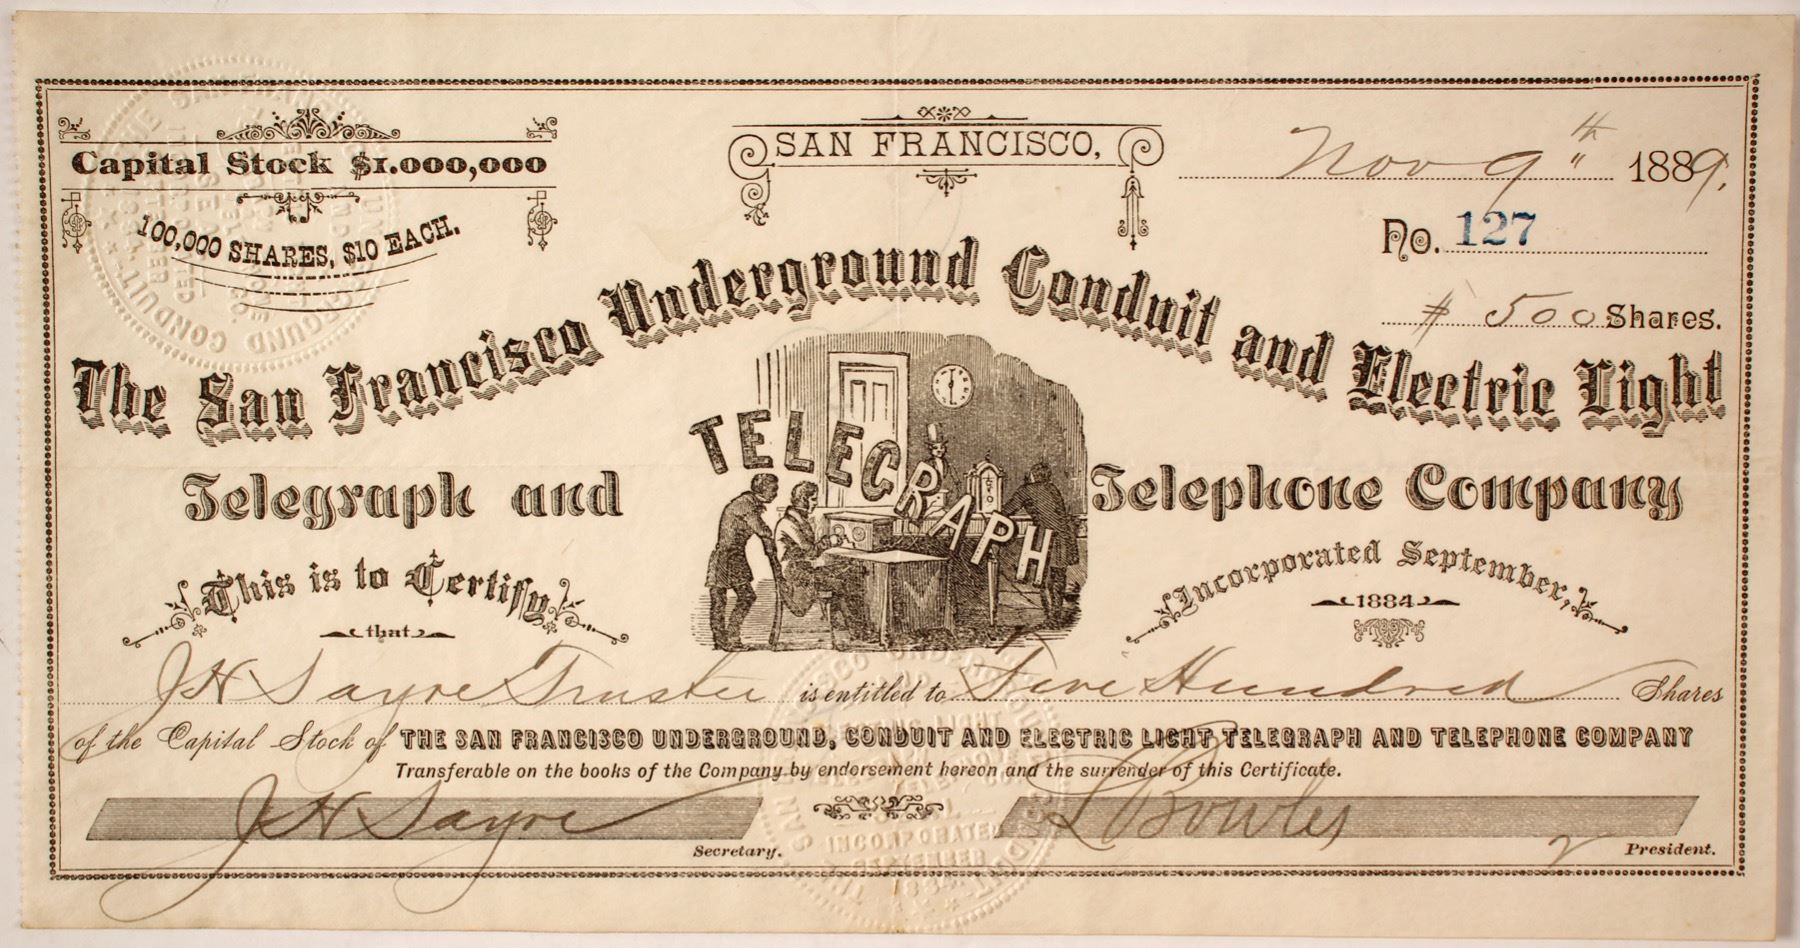 Capital Stock $1.000,000
100,000 SHARES, $10 EACH.
SAN FRANCISCO,
Nov 9th 1889.
No. 127
# 500 Shares.
The San Francisco Underground Conduit and Electric Light
TELEGRAPH
Telegraph and Telephone Company
This is to Certify
that
Incorporated September,
1884
J H Sayre Trustee is entitled to Five Hundred Shares
of the Capital Stock of THE SAN FRANCISCO UNDERGROUND, CONDUIT AND ELECTRIC LIGHT TELEGRAPH AND TELEPHONE COMPANY
Transferable on the books of the Company by endorsement hereon and the surrender of this Certificate.
J H Sayre
Secretary.
L Bowles
President.
INCORPORATED
SEPTEMBER
1884